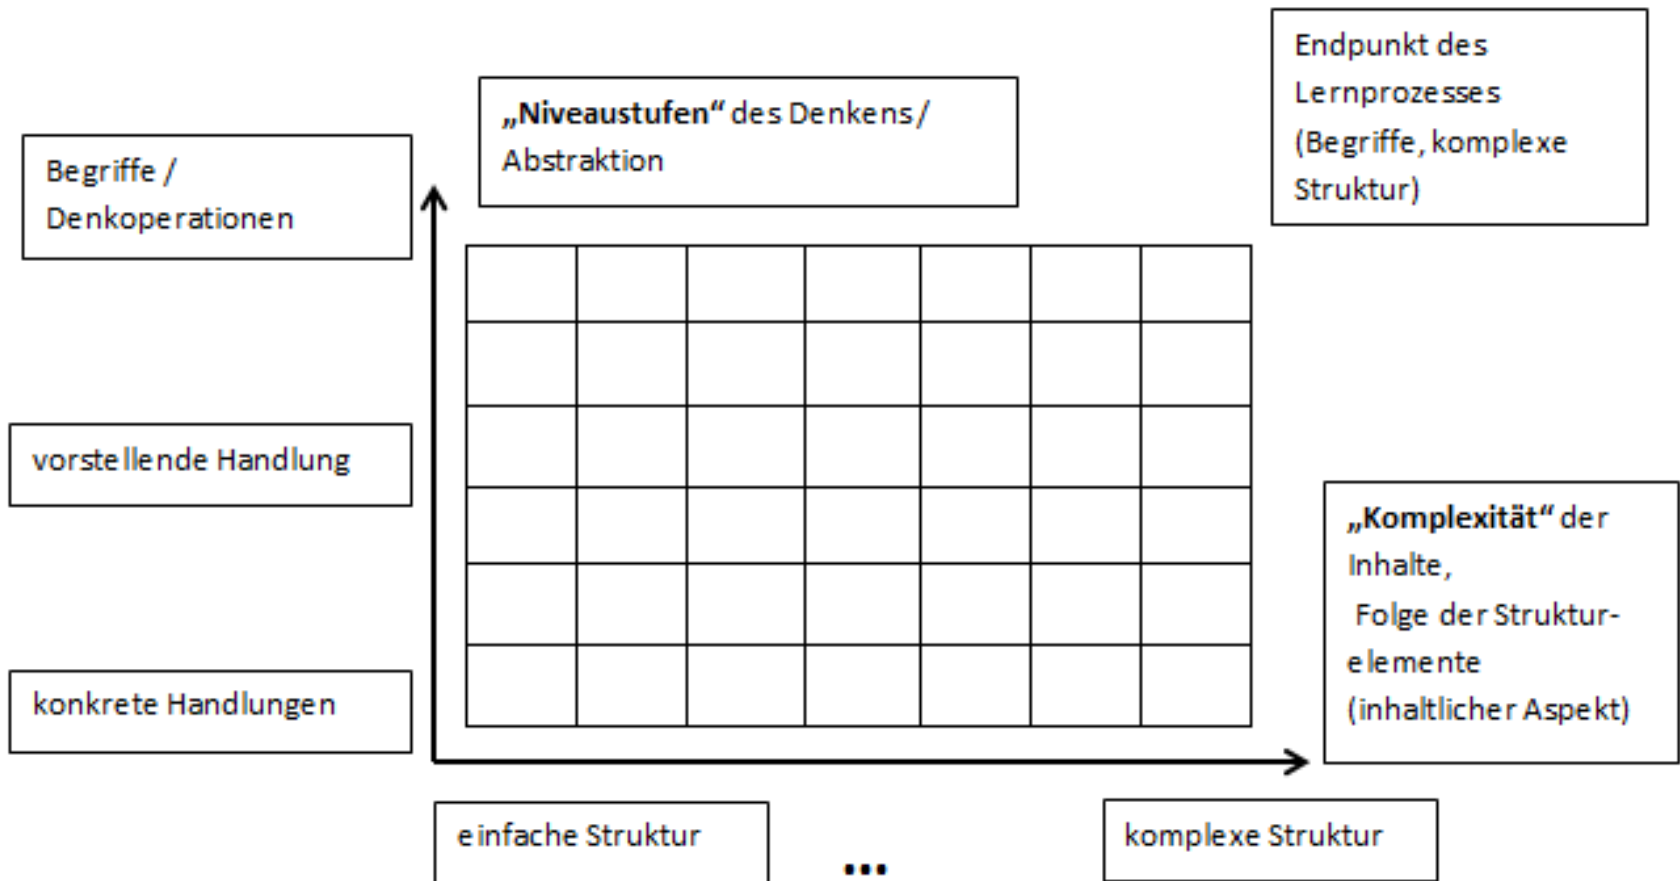 Endpunkt des
Lernprozesses
(Begriffe, komplexe
Struktur)
„Niveaustufen“ des Denkens/
Abstraktion
Begriffe /
Denkoperationen
vorstellende Handlung
konkrete Handlungen
„Komplexität“ der
Inhalte,
Folge der Struktur-
elemente
(inhaltlicher Aspekt)
einfache Struktur
...
komplexe Struktur